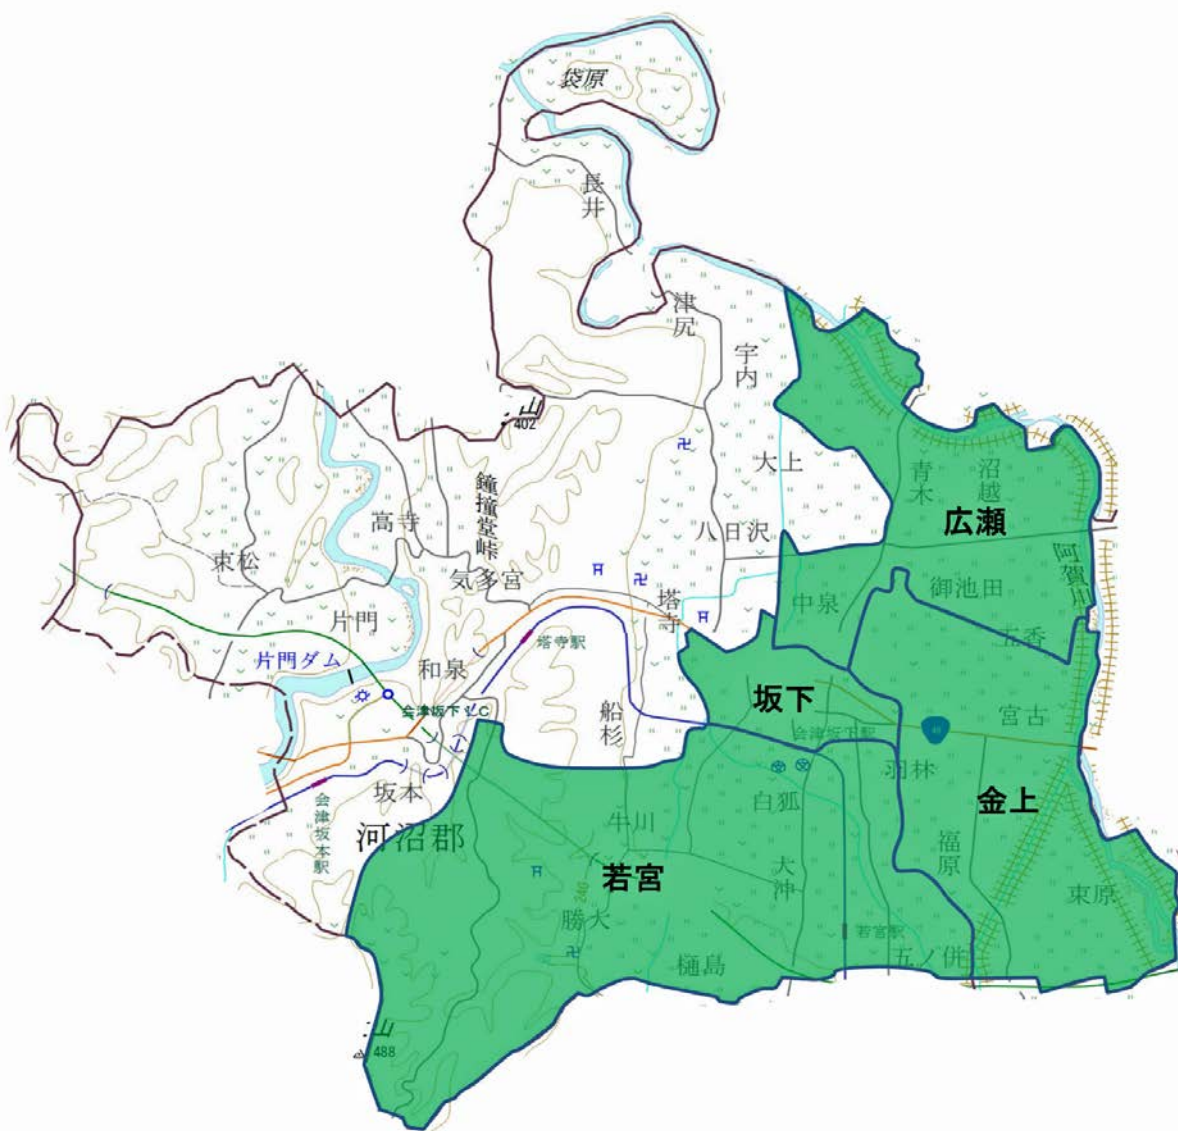 袋原
長井
津尻
宇内
山
402
大上
青木
沼越
鐘撞堂峠
広瀬
高寺
八日沢
束松
気多宮
御池田
中泉
塔寺
片門
五香
塔寺駅
片門ダム
和泉
坂下
会津坂下IC
船杉
宮古
会津坂下駅
49
羽林
坂本
白狐
金上
会津坂本駅
河沼郡
牛川
福原
若宮
大沖
246
勝大
束原
若宮駅
樋島
五ノ併
山
488